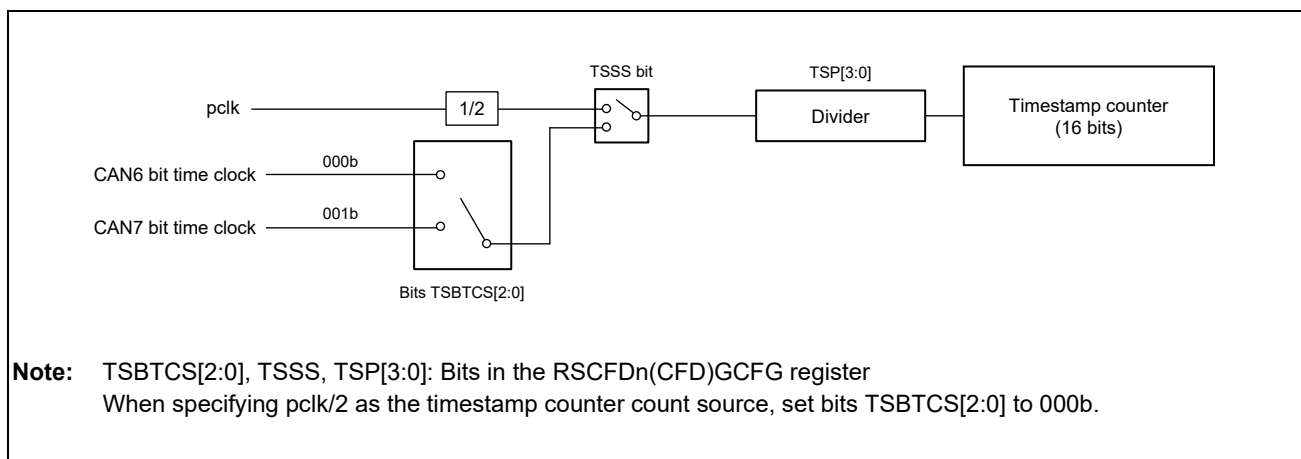 TSSS bit
TSP[3:0]
pclk
1/2
Divider
Timestamp counter
(16 bits)
CAN6 bit time clock
000b
CAN7 bit time clock
001b
Bits TSBTCS[2:0]
Note: TSBTCS[2:0], TSSS, TSP[3:0]: Bits in the RSCFDn(CFD)GCFG register
When specifying pclk/2 as the timestamp counter count source, set bits TSBTCS[2:0] to 000b.